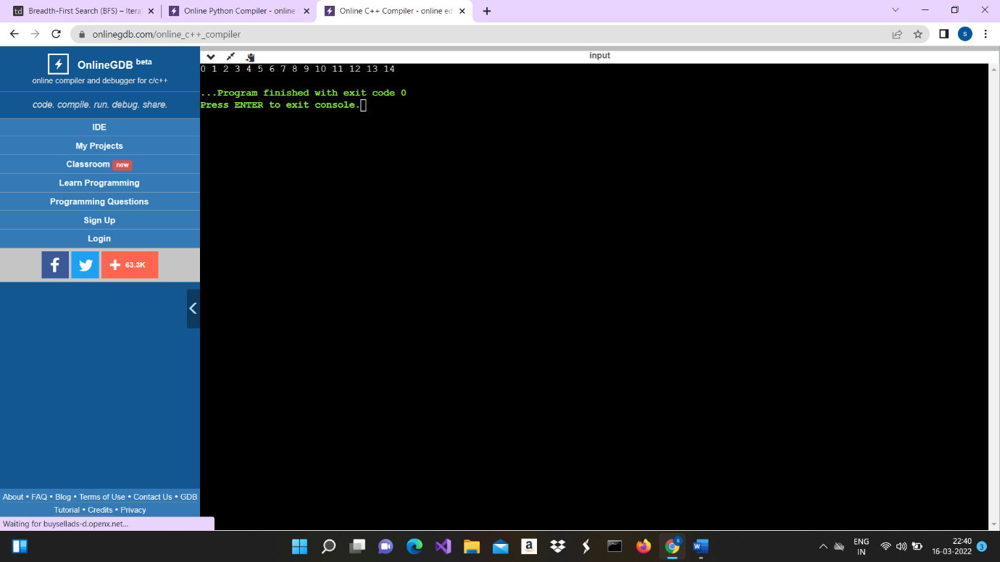 td Breadth-First Search (BFS) – Itera
Online Python Compiler - online
Online C++ Compiler - online ed
onlinegdb.com/online_c++_compiler
S
OnlineGDB beta
online compiler and debugger for c/c++
code. compile. run. debug. share.
IDE
My Projects
Classroom new
Learn Programming
Programming Questions
Sign Up
Login
63.3K
About • FAQ • Blog • Terms of Use • Contact Us • GDB
Tutorial • Credits • Privacy
Waiting for buysellads-d.openx.net...
input
0 1 2 3 4 5 6 7 8 9 10 11 12 13 14
...Program finished with exit code 0
Press ENTER to exit console.
ENG
IN
22:40
16-03-2022
3